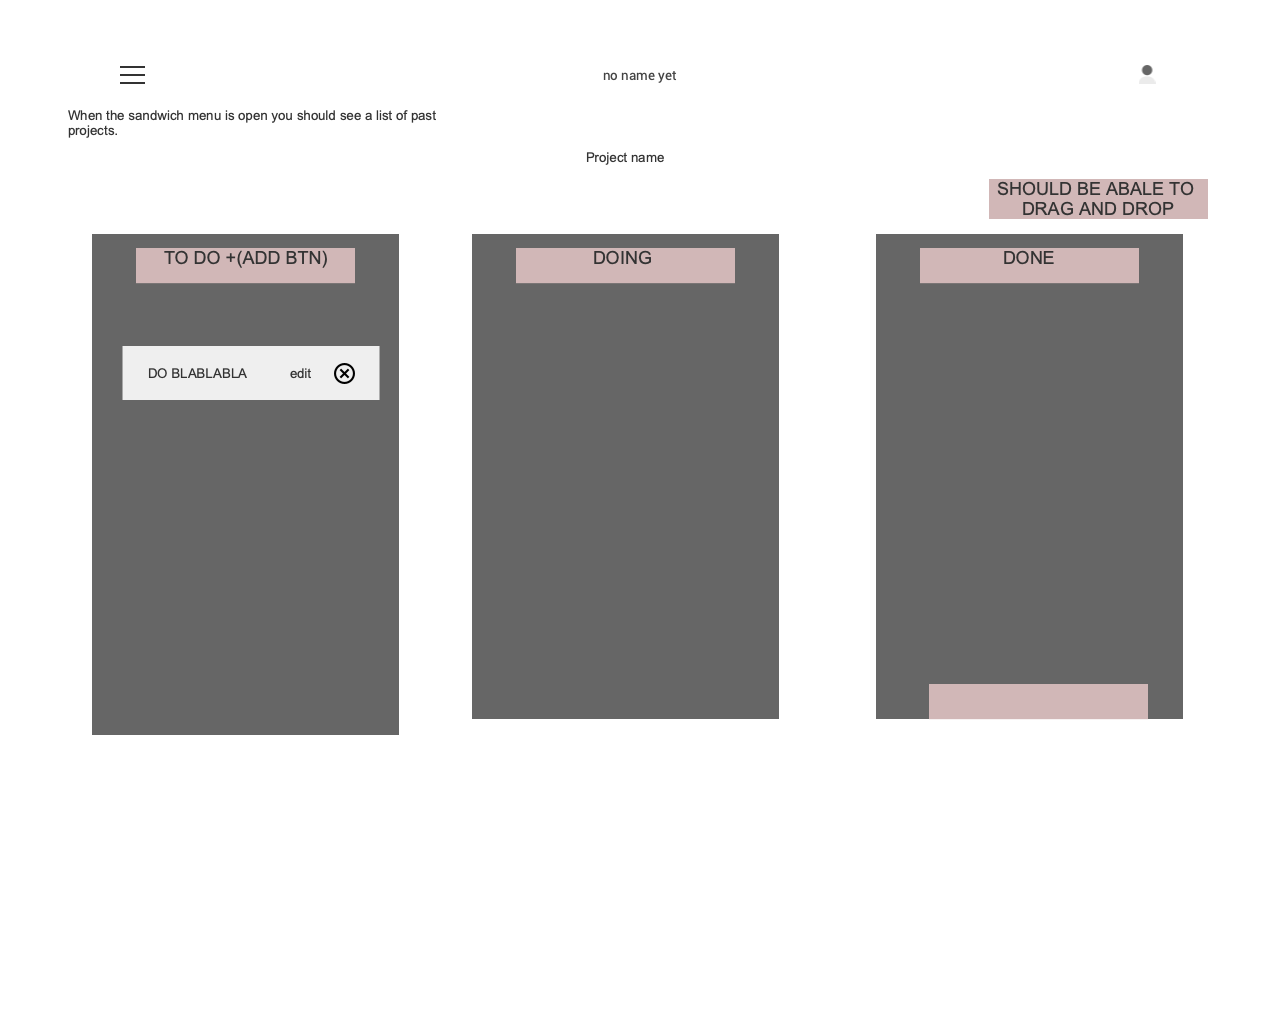 no name yet
When the sandwich menu is open you should see a list of past
projects.
Project name
SHOULD BE ABALE TO
DRAG AND DROP
TO DO +(ADD BTN)
DOING
DONE
DO BLABLABLA
edit